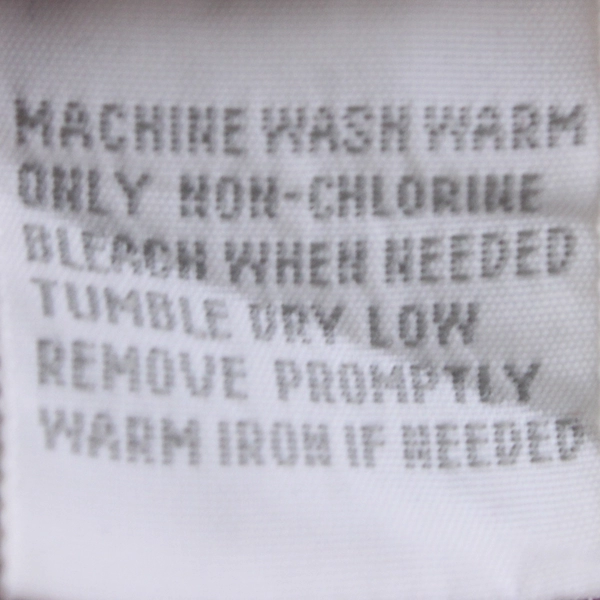 MACHINE WASH WARM
ONLY NON-CHLORINE
BLEACH WHEN NEEDED
TUMBLE DRY LOW
REMOVE PROMPTLY
WARM IRON IF NEEDED